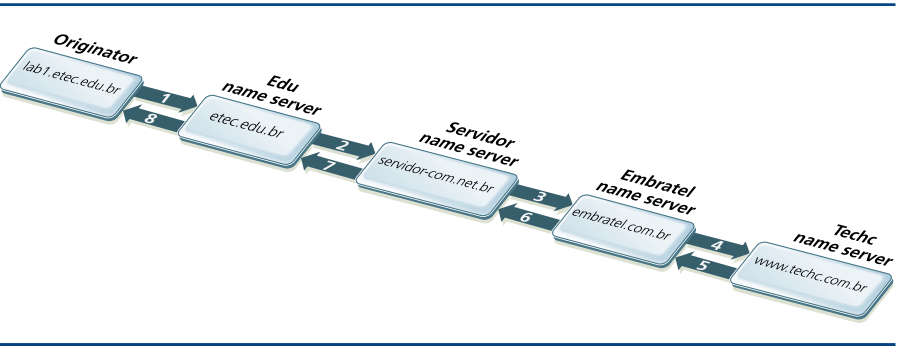 Originator
lab1.etec.edu.br
1
8
Edu
name server
etec.edu.br
2
7
Servidor
name server
servidor-com.net.br
3
6
Embratel
name server
embratel.com.br
4
5
Techc
name server
www.techc.com.br